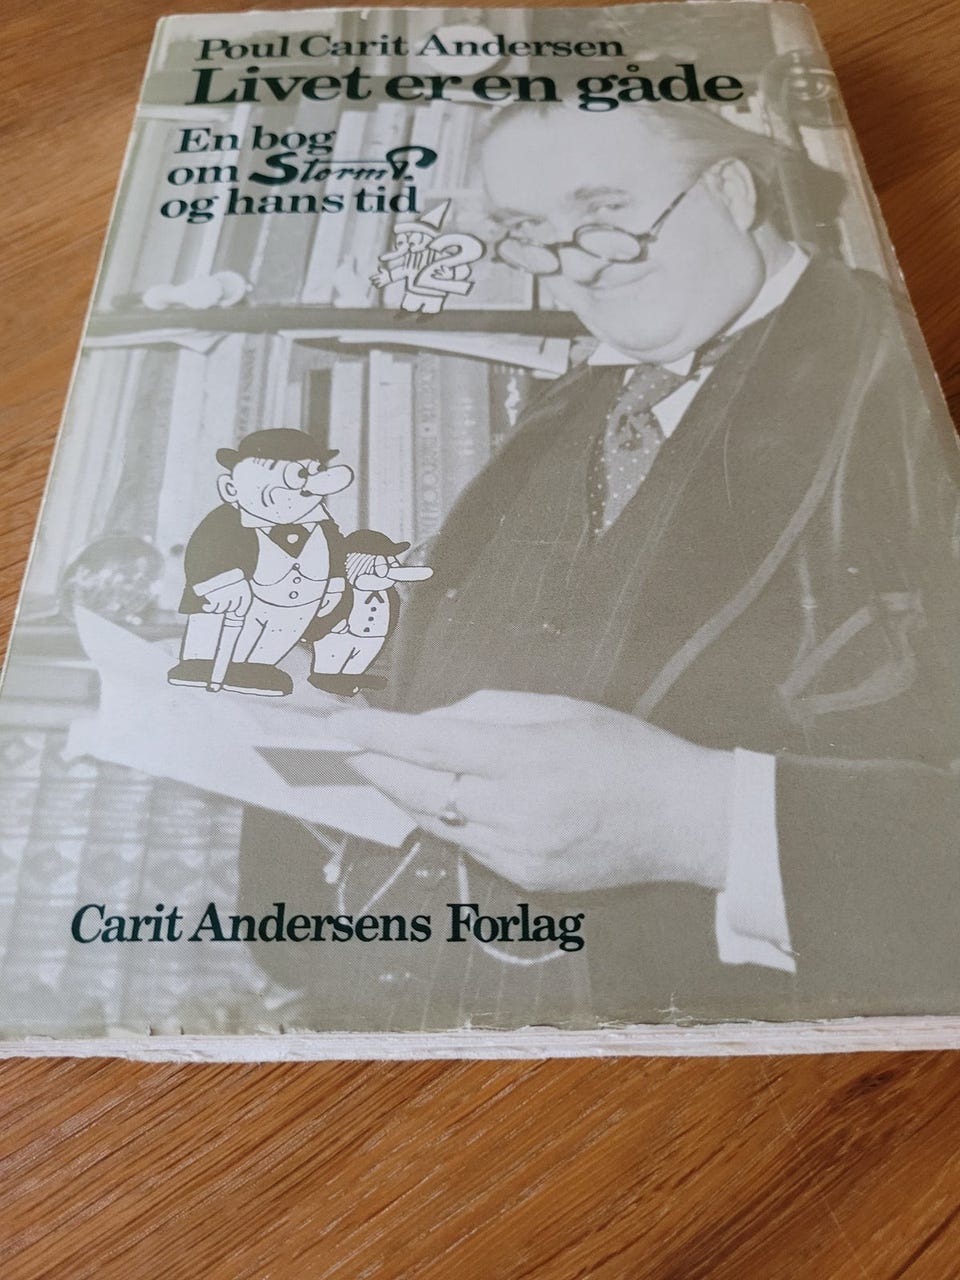 Poul Carit Andersen
Livet er en gåde
En bog
om Storm P.
og hans tid
Carit Andersens Forlag